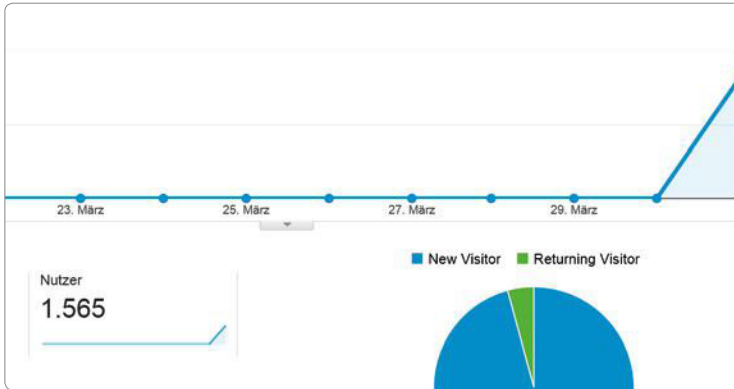 23. März 25. März 27. März 29. März
New Visitor Returning Visitor
Nutzer
1.565